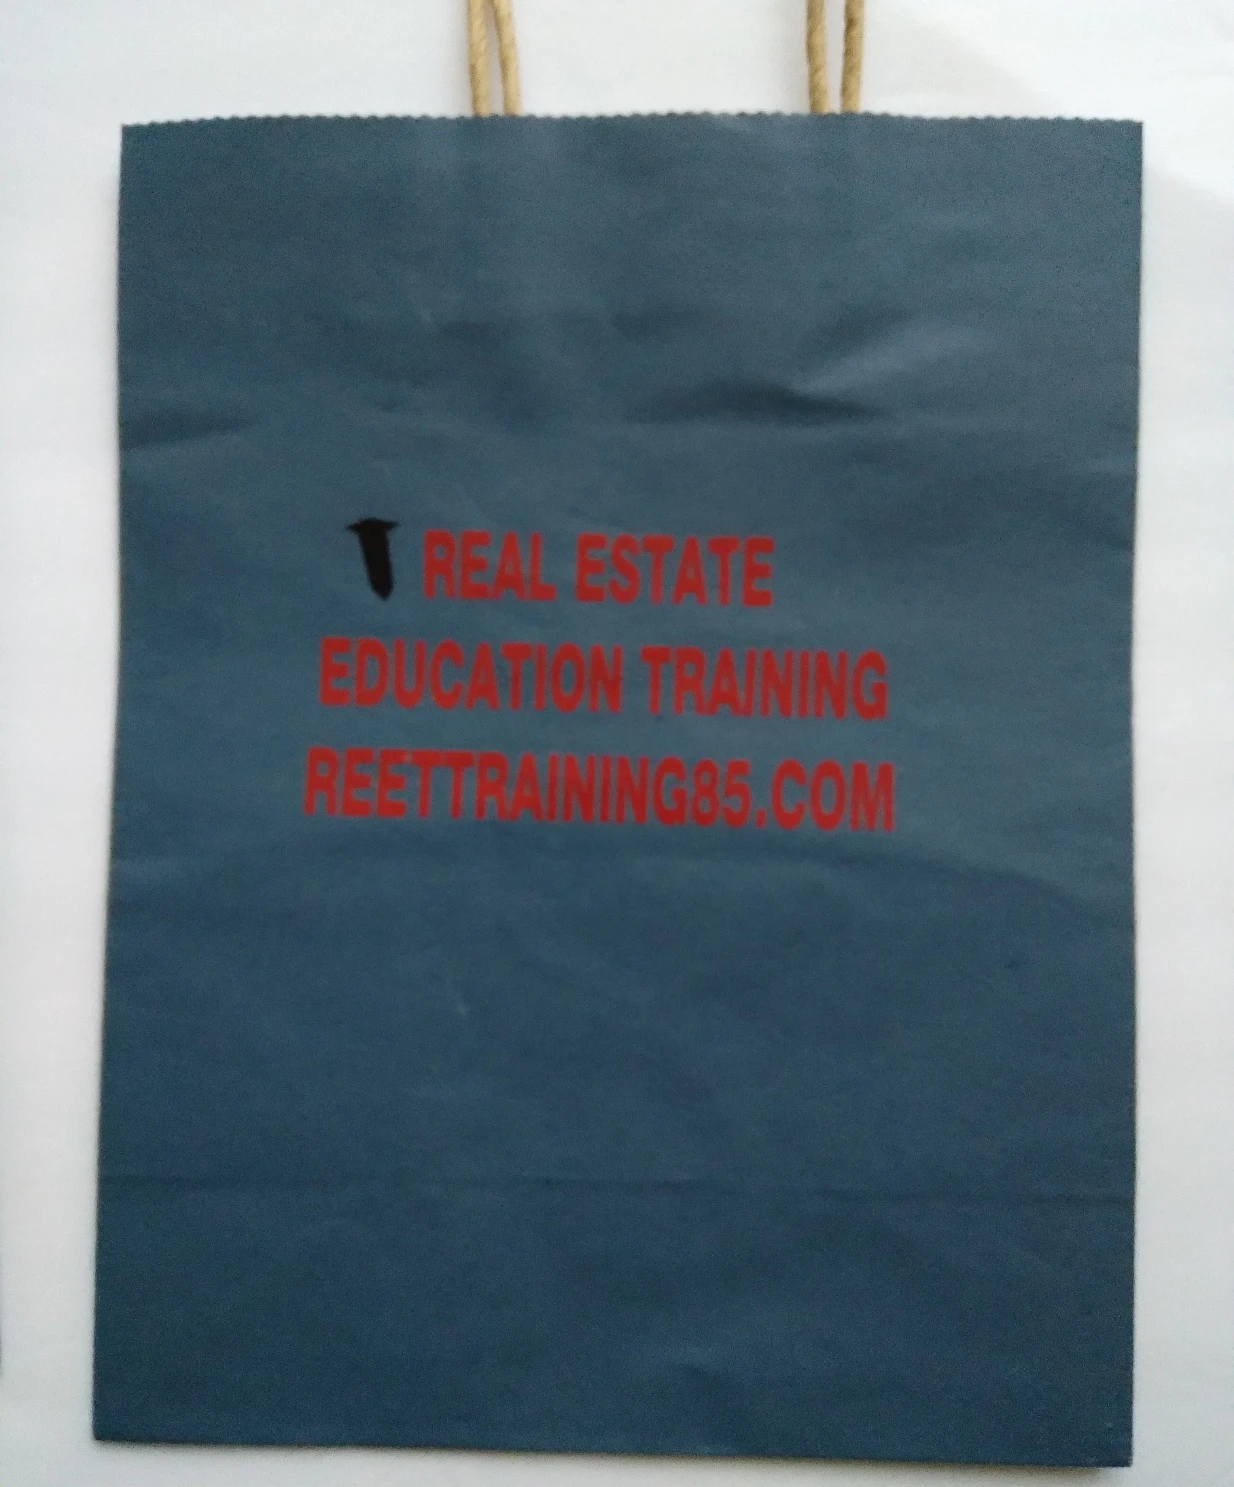 REAL ESTATE
EDUCATION TRAINING
REETTRAINING85.COM